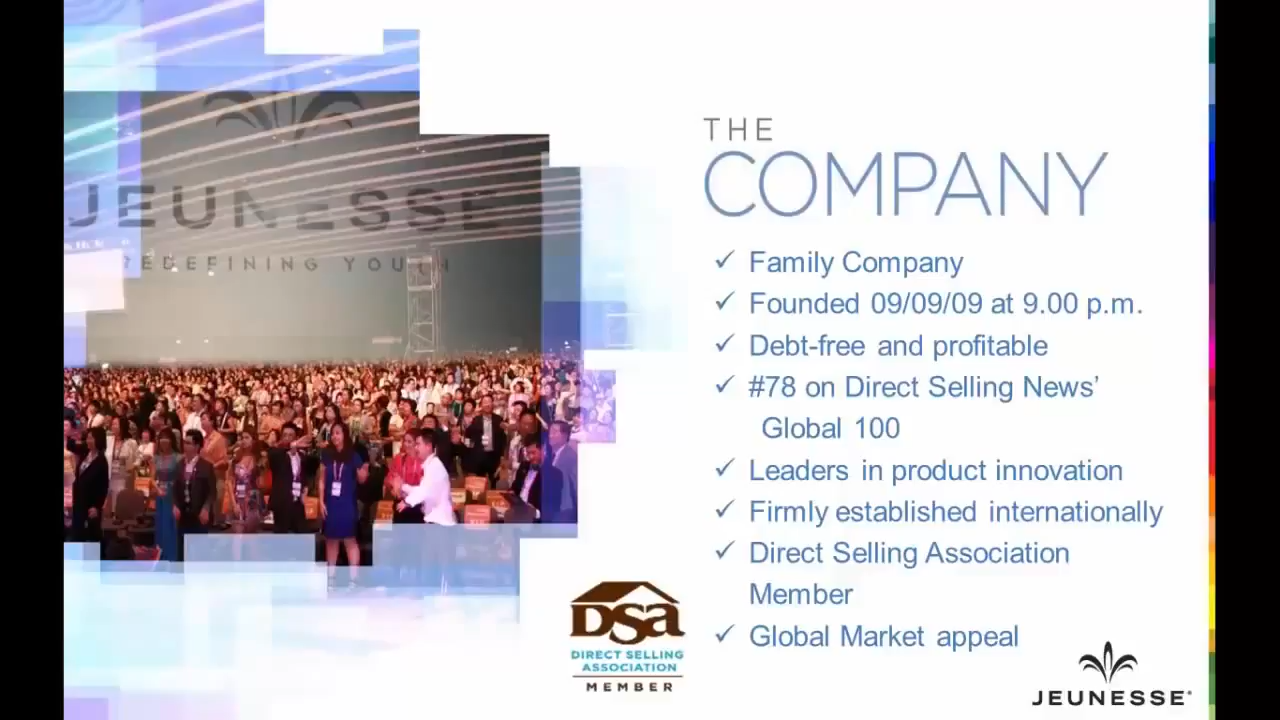 JEUNESSE
REDEFINING YOUTH
THE
COMPANY
✓ Family Company
✓ Founded 09/09/09 at 9.00 p.m.
✓ Debt-free and profitable
✓ #78 on Direct Selling News’
Global 100
✓ Leaders in product innovation
✓ Firmly established internationally
✓ Direct Selling Association
Member
✓ Global Market appeal
DSa
DIRECT SELLING
ASSOCIATION
MEMBER
JEUNESSE